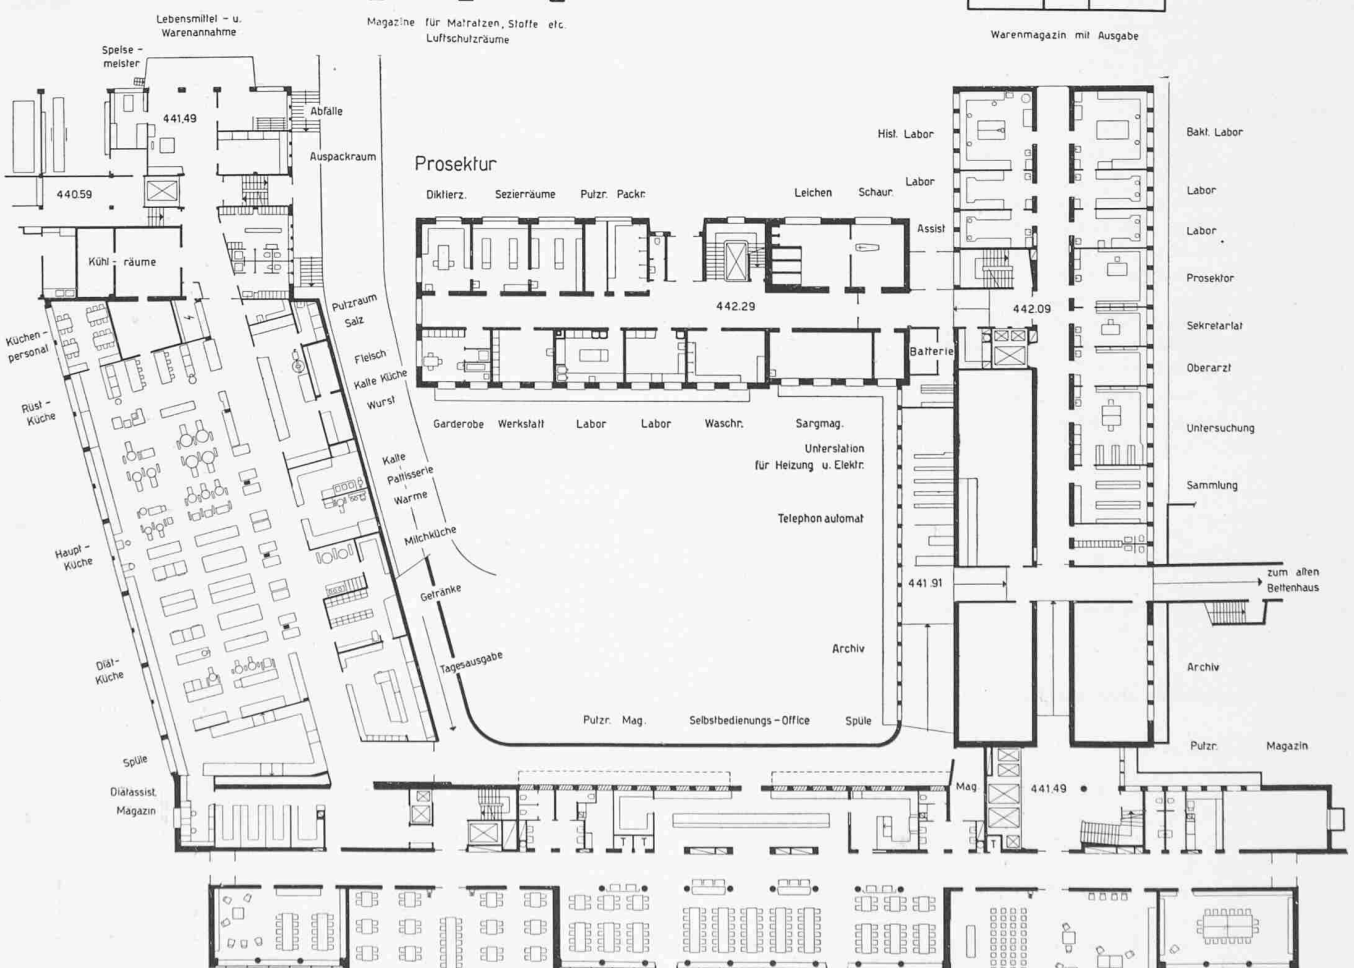 Lebensmittel - u.
Warenannahme
Magazine für Matratzen, Stoffe etc.
Luftschutzräume
Warenmagazin mit Ausgabe
Speise -
meister
441.49
Abfälle
Auspackraum
440.59
Kühl - räume
Prosektur
Diktierz.
Sezierräume
Putzr.
Packr.
Leichen
Schaur.
Hist. Labor
Labor
Assist
Bakt. Labor
Labor
Labor
Prosektor
Sekretariat
Oberarzt
Untersuchung
Sammlung
442.29
442.09
Batterie
Putzraum
Salz
Fleisch
Kalte Küche
Wurst
Kalte
Pattisserie
Warme
Milchküche
Getränke
Tagesausgabe
Küchen -
personal
Rüst -
Küche
Haupt -
Küche
Diät -
Küche
Spüle
Diätassist.
Magazin
Garderobe
Werkstatt
Labor
Labor
Waschr.
Sargmag.
Unterstation
für Heizung u. Elektr.
Telephonautomat
441.91
zum alten
Bettenhaus
Archiv
Archiv
Putzr. Mag.
Selbstbedienungs - Office
Spüle
Putzr.
Magazin
Mag.
441.49